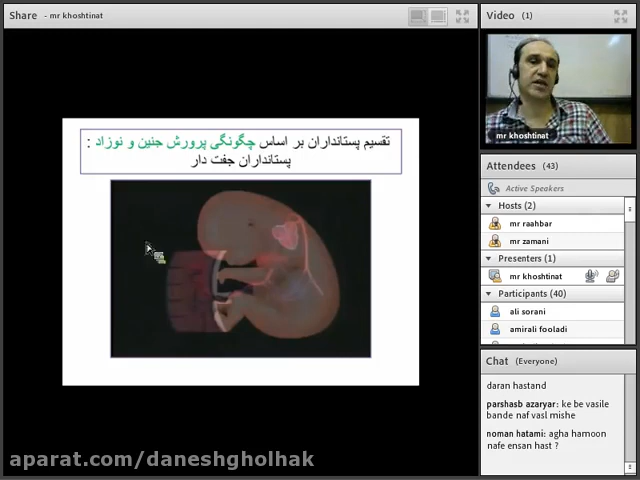 Share - mr khoshtinat
Video (1)
mr khoshtinat
تقسیم پستانداران بر اساس چگونگی پرورش جنین و نوزاد :
پستانداران جفت دار
Attendees (43)
Active Speakers
Hosts (2)
mr raahbar
mr zamani
Presenters (1)
mr khoshtinat
Participants (40)
ali sorani
amirali fooladi
Chat (Everyone)
daran hastand
parshasb azaryar: ke be vasile
bande naf vasl mishe
noman hatami: agha hamoon
nafe ensan hast ?
aparat.com/daneshgholhak